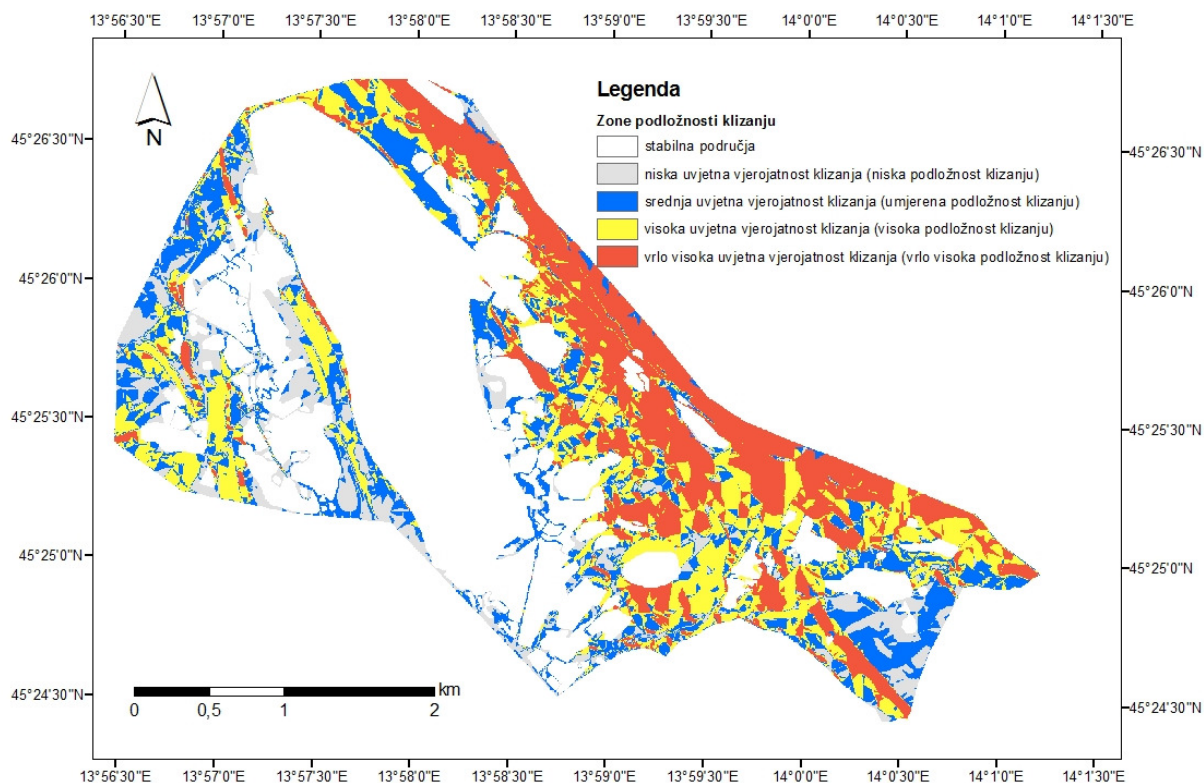 13°56'30"E 13°57'0"E 13°57'30"E 13°58'0"E 13°58'30"E 13°59'0"E 13°59'30"E 14°0'0"E 14°0'30"E 14°1'0"E 14°1'30"E
Legenda
Zone podložnosti klizanju
stabilna područja
niska uvjetna vjerojatnost klizanja (niska podložnost klizanju)
srednja uvjetna vjerojatnost klizanja (umjerena podložnost klizanju)
visoka uvjetna vjerojatnost klizanja (visoka podložnost klizanju)
vrlo visoka uvjetna vjerojatnost klizanja (vrlo visoka podložnost klizanju)
N
45°26'30"N 45°26'30"N
45°26'0"N 45°26'0"N
45°25'30"N 45°25'30"N
45°25'0"N 45°25'0"N
45°24'30"N 45°24'30"N
km
0 0,5 1 2
13°56'30"E 13°57'0"E 13°57'30"E 13°58'0"E 13°58'30"E 13°59'0"E 13°59'30"E 14°0'0"E 14°0'30"E 14°1'0"E 14°1'30"E